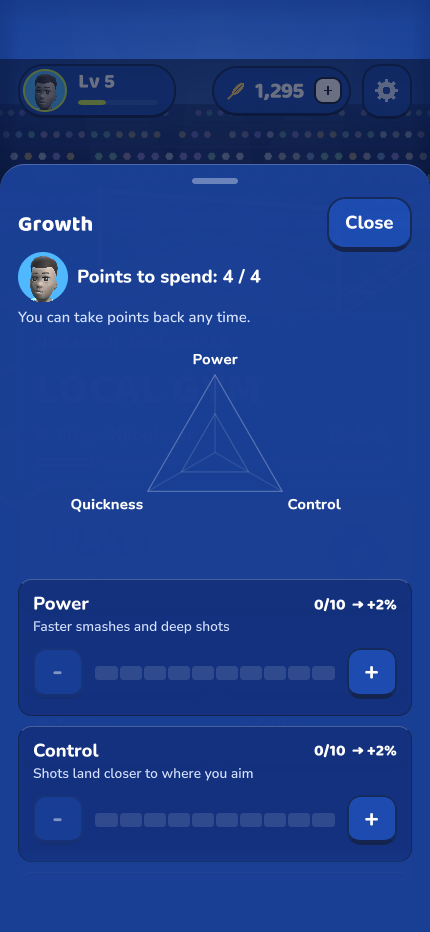 Lv 5
1,295
+
Growth
Close
Points to spend: 4 / 4
You can take points back any time.
Power
Quickness
Control
Power
0/10 → +2%
Faster smashes and deep shots
-
+
Control
0/10 → +2%
Shots land closer to where you aim
-
+